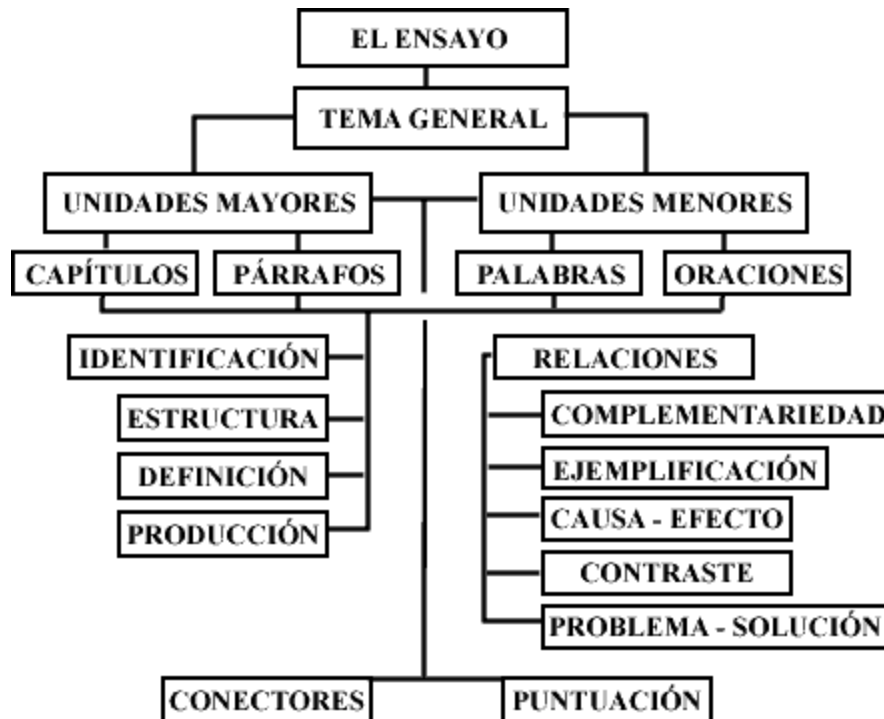 EL ENSAYO
TEMA GENERAL
UNIDADES MAYORES
UNIDADES MENORES
CAPÍTULOS
PÁRRAFOS
PALABRAS
ORACIONES
IDENTIFICACIÓN
ESTRUCTURA
DEFINICIÓN
PRODUCCIÓN
RELACIONES
COMPLEMENTARIEDAD
EJEMPLIFICACIÓN
CAUSA - EFECTO
CONTRASTE
PROBLEMA - SOLUCIÓN
CONECTORES
PUNTUACIÓN